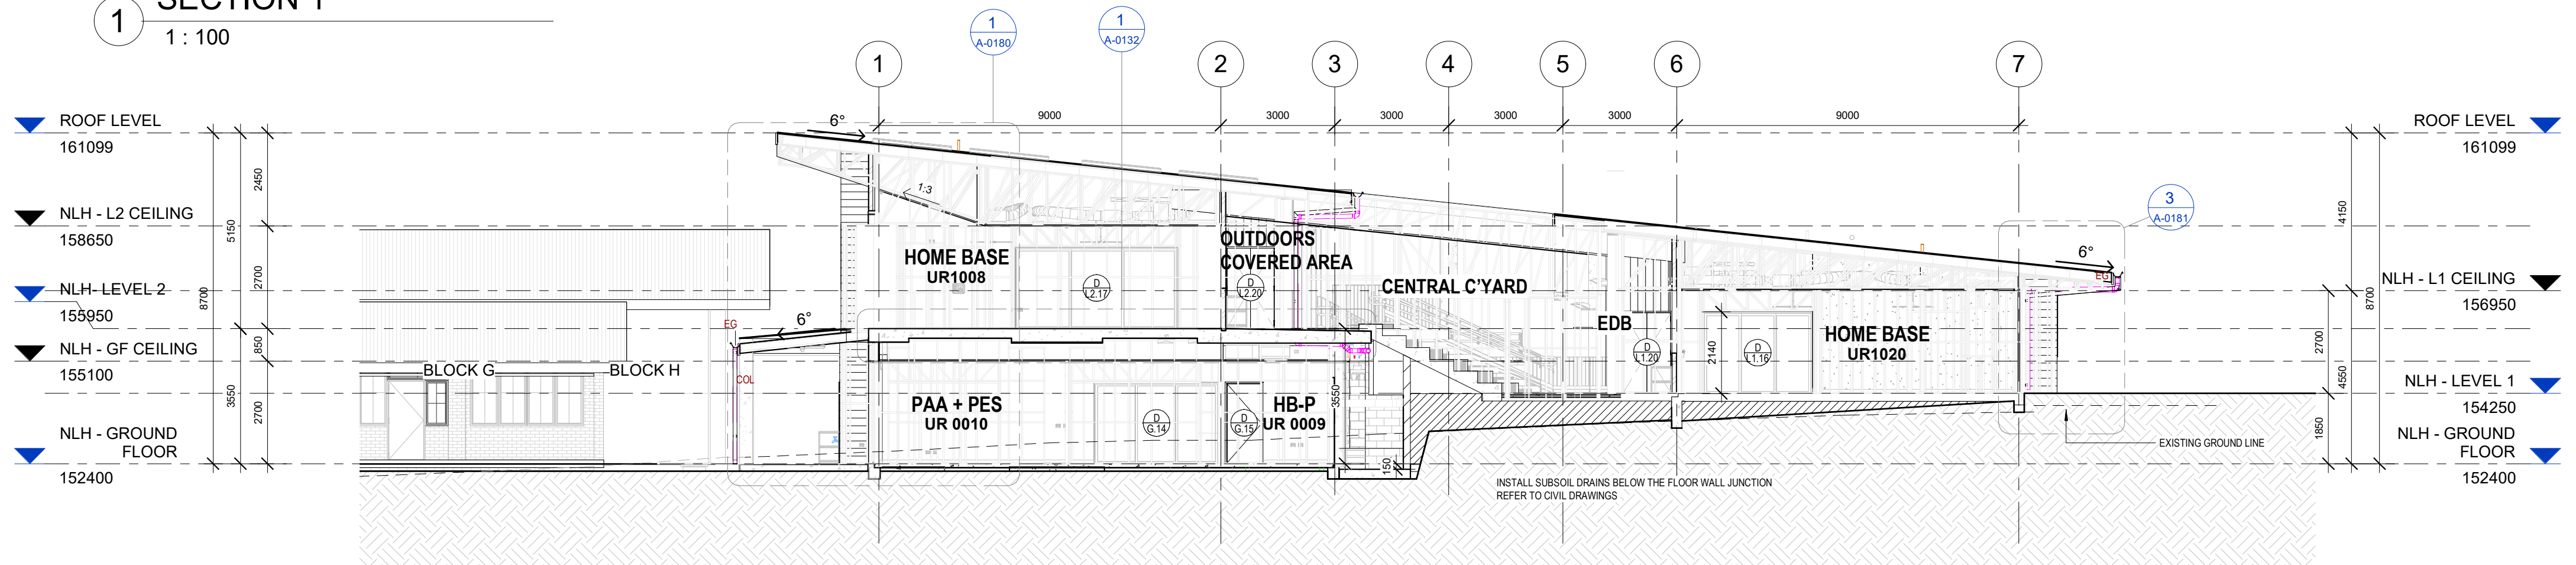 SECTION 1
1
1 : 100
1
A-0180
1
A-0132
1
2
3
4
5
6
7
9000
3000
3000
3000
3000
9000
ROOF LEVEL
161099
NLH - L2 CEILING
158650
NLH- LEVEL 2
155950
NLH - GF CEILING
155100
NLH - GROUND
FLOOR
152400
8700
5150
3550
2450
2700
850
2700
ROOF LEVEL
161099
NLH - L1 CEILING
156950
NLH - LEVEL 1
154250
NLH - GROUND
FLOOR
152400
4150
8700
2700
4550
1850
3
A-0181
6°
1:3
6°
6°
EG
EG
COL
BLOCK G
BLOCK H
HOME BASE
UR1008
D
L2.17
OUTDOORS
COVERED AREA
D
L2.20
CENTRAL C'YARD
EDB
D
L1.20
2140
D
L1.16
HOME BASE
UR1020
PAA + PES
UR 0010
D
G.14
D
G.15
HB-P
UR 0009
3550
150
EXISTING GROUND LINE
INSTALL SUBSOIL DRAINS BELOW THE FLOOR WALL JUNCTION
REFER TO CIVIL DRAWINGS